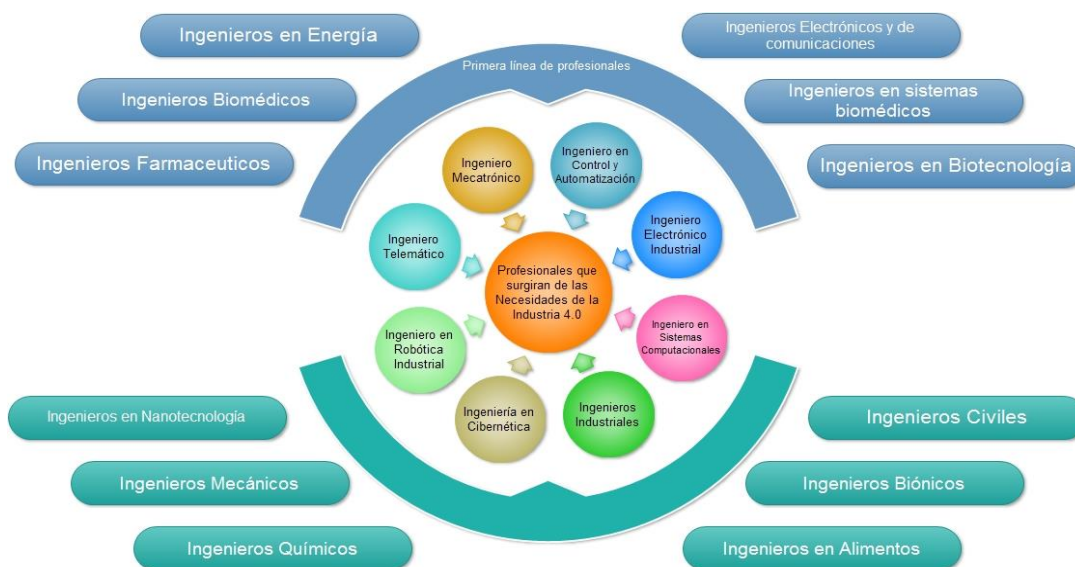 Ingenieros en Energía
Ingenieros Electrónicos y de
comunicaciones
Primera línea de profesionales
Ingenieros Biomédicos
Ingenieros en sistemas
biomédicos
Ingenieros Farmaceuticos
Ingenieros en Biotecnología
Ingeniero
Mecatrónico
Ingeniero en
Control y
Automatización
Ingeniero
Telemático
Ingeniero
Electrónico
Industrial
Profesionales que
surgiran de las
Necesidades de la
Industria 4.0
Ingeniero en
Robótica
Industrial
Ingeniero en
Sistemas
Computacionales
Ingeniería en
Cibernética
Ingenieros
Industriales
Ingenieros en Nanotecnología
Ingenieros Civiles
Ingenieros Mecánicos
Ingenieros Biónicos
Ingenieros Químicos
Ingenieros en Alimentos